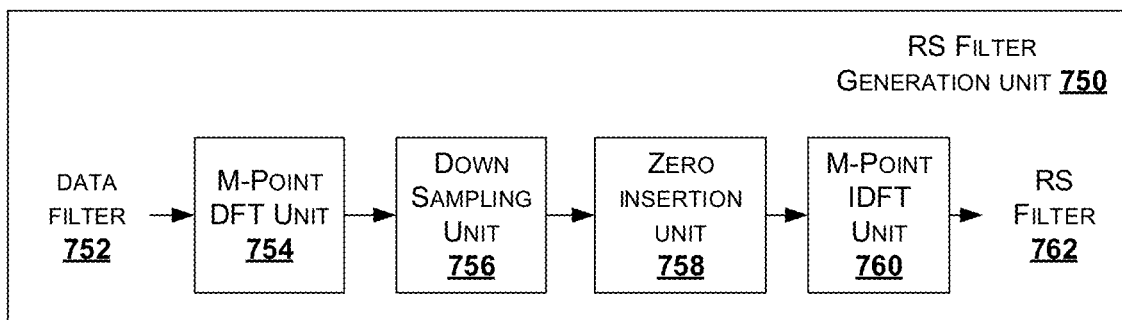 RS FILTER
GENERATION UNIT 750
DATA
FILTER
752
M-POINT
DFT UNIT
754
DOWN
SAMPLING
UNIT
756
ZERO
INSERTION
UNIT
758
M-POINT
IDFT
UNIT
760
RS
FILTER
762